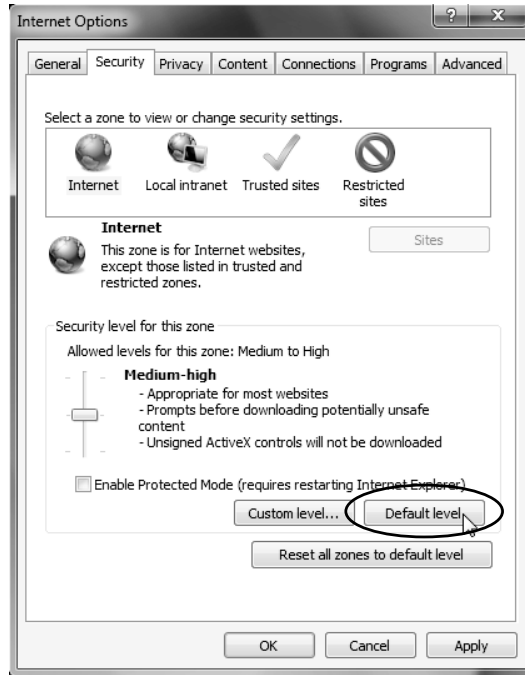 Internet Options
? X
General Security Privacy Content Connections Programs Advanced
Select a zone to view or change security settings.
Internet Local intranet Trusted sites Restricted
sites
Internet
Sites
This zone is for Internet websites,
except those listed in trusted and
restricted zones.
Security level for this zone
Allowed levels for this zone: Medium to High
Medium-high
- Appropriate for most websites
- Prompts before downloading potentially unsafe
content
- Unsigned ActiveX controls will not be downloaded
Enable Protected Mode (requires restarting Internet Explorer)
Custom level... Default level
Reset all zones to default level
OK Cancel Apply